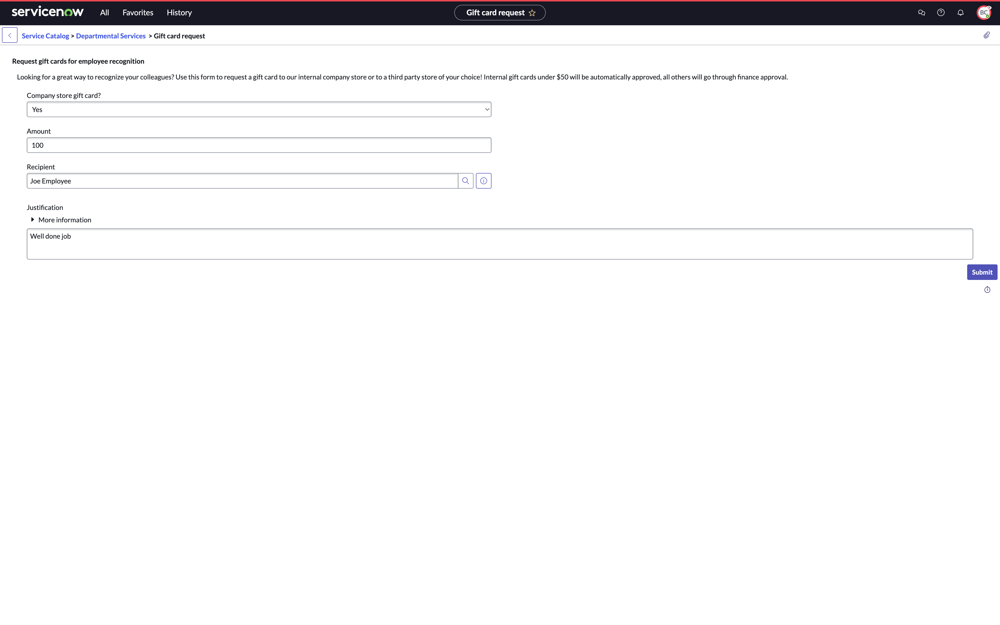 servicenow All Favorites History Gift card request BC
Service Catalog > Departmental Services > Gift card request
Request gift cards for employee recognition
Looking for a great way to recognize your colleagues? Use this form to request a gift card to our internal company store or to a third party store of your choice! Internal gift cards under $50 will be automatically approved, all others will go through finance approval.
Company store gift card?
Yes
Amount
100
Recipient
Joe Employee
Justification
More information
Well done job
Submit